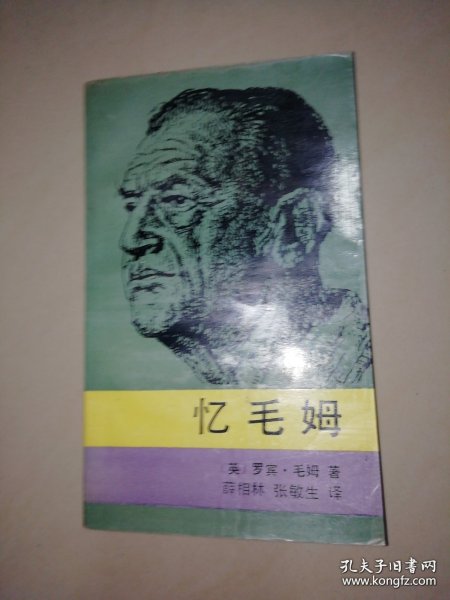 忆毛姆
〔英〕罗宾·毛姆 著
薛相林 张敏生 译
孔夫子旧书网
www.kongfz.com